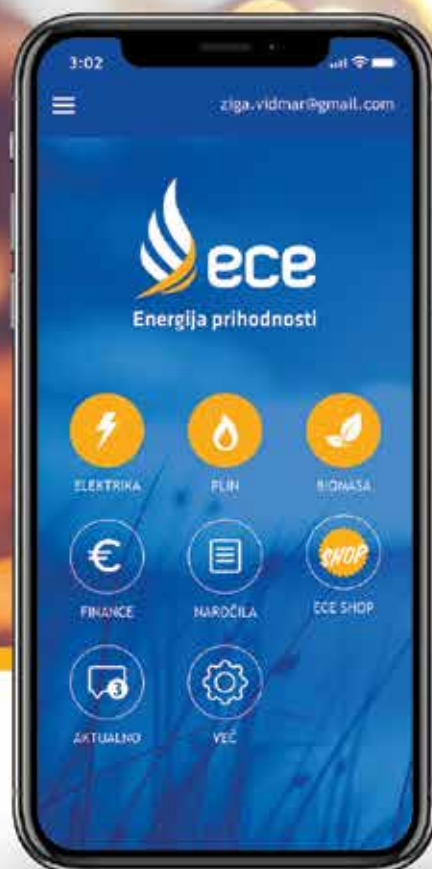 3:02
ziga.vidmar@gmail.com
ece
Energija prihodnosti
ELEKTRIKA PLIN BIOMASA
€
SHOP
FINANCE NAROČILA ECE SHOP
3
AKTUALNO VEČ